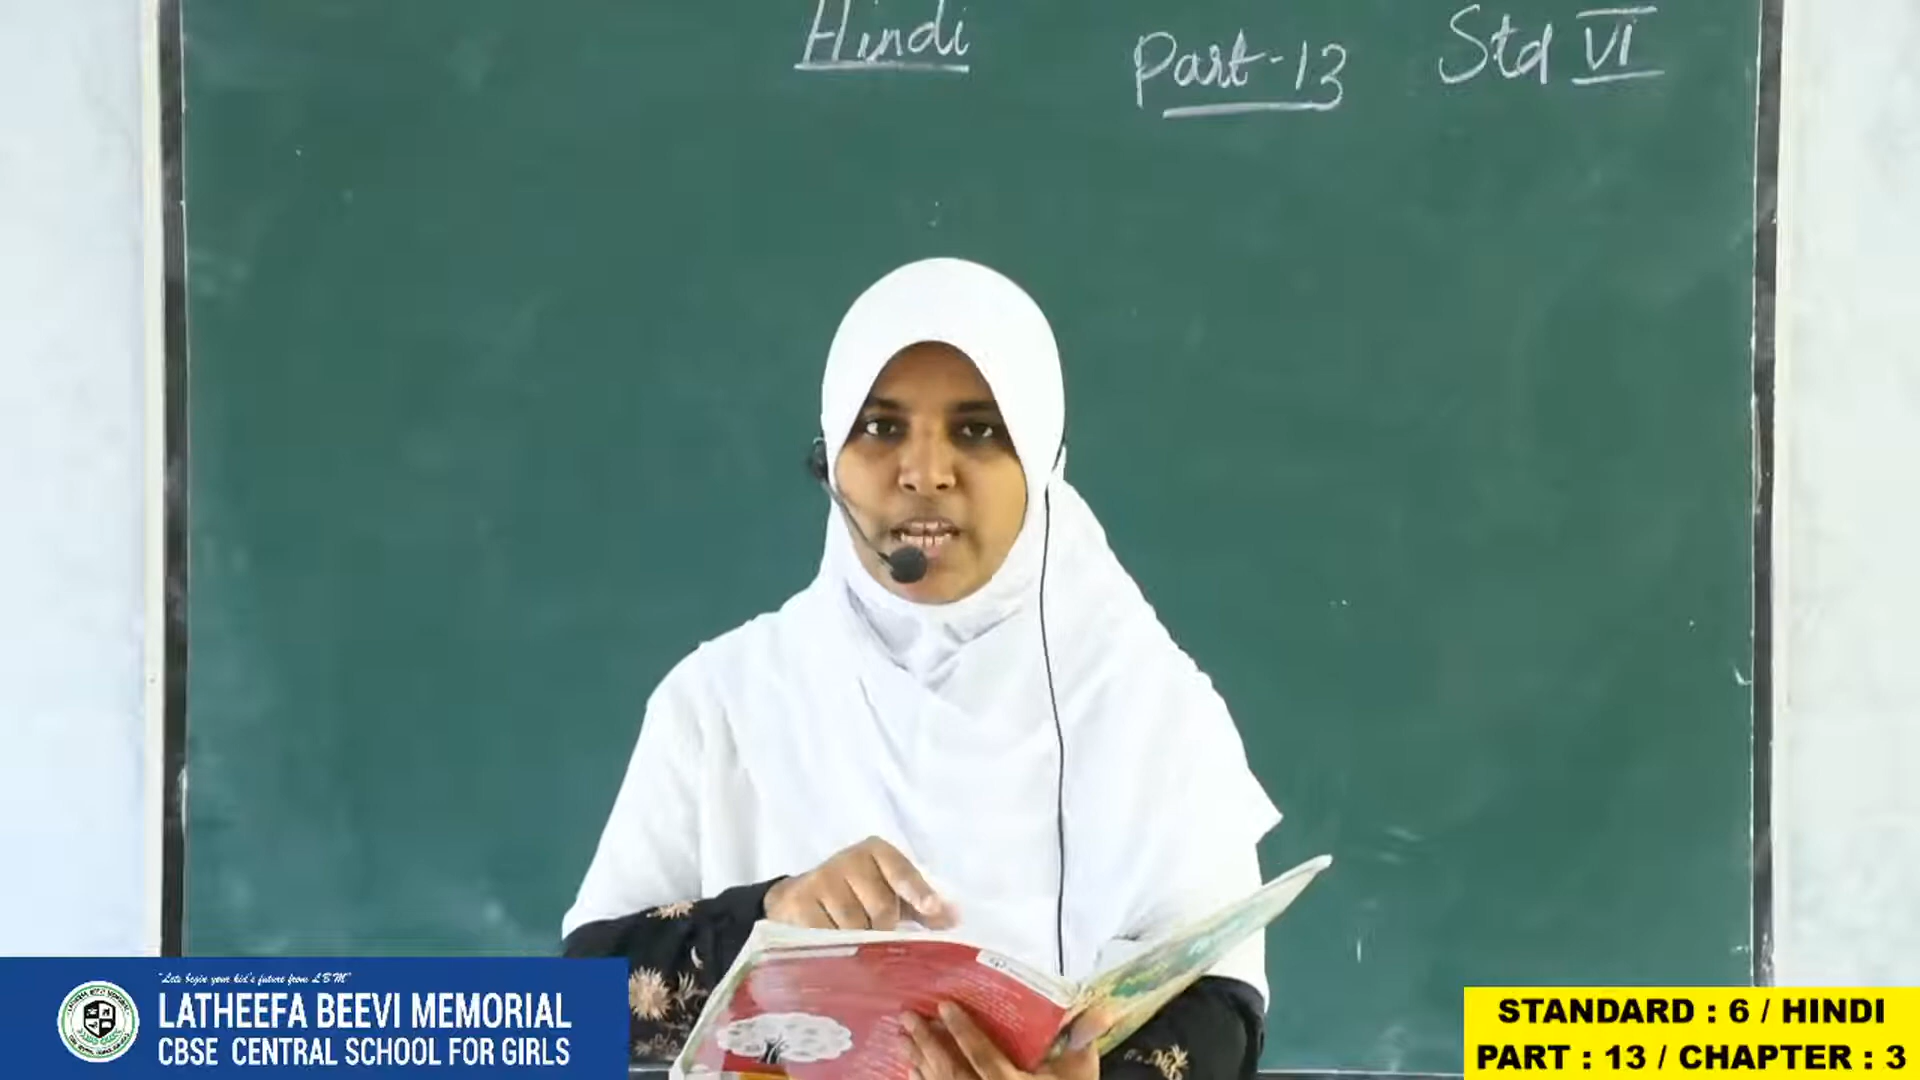 Hindi
Part-13
Std VI
"Lets begin your kid's future from LBM"
LATHEEFA BEEVI MEMORIAL
CBSE CENTRAL SCHOOL FOR GIRLS
STANDARD : 6 / HINDI
PART : 13 / CHAPTER : 3